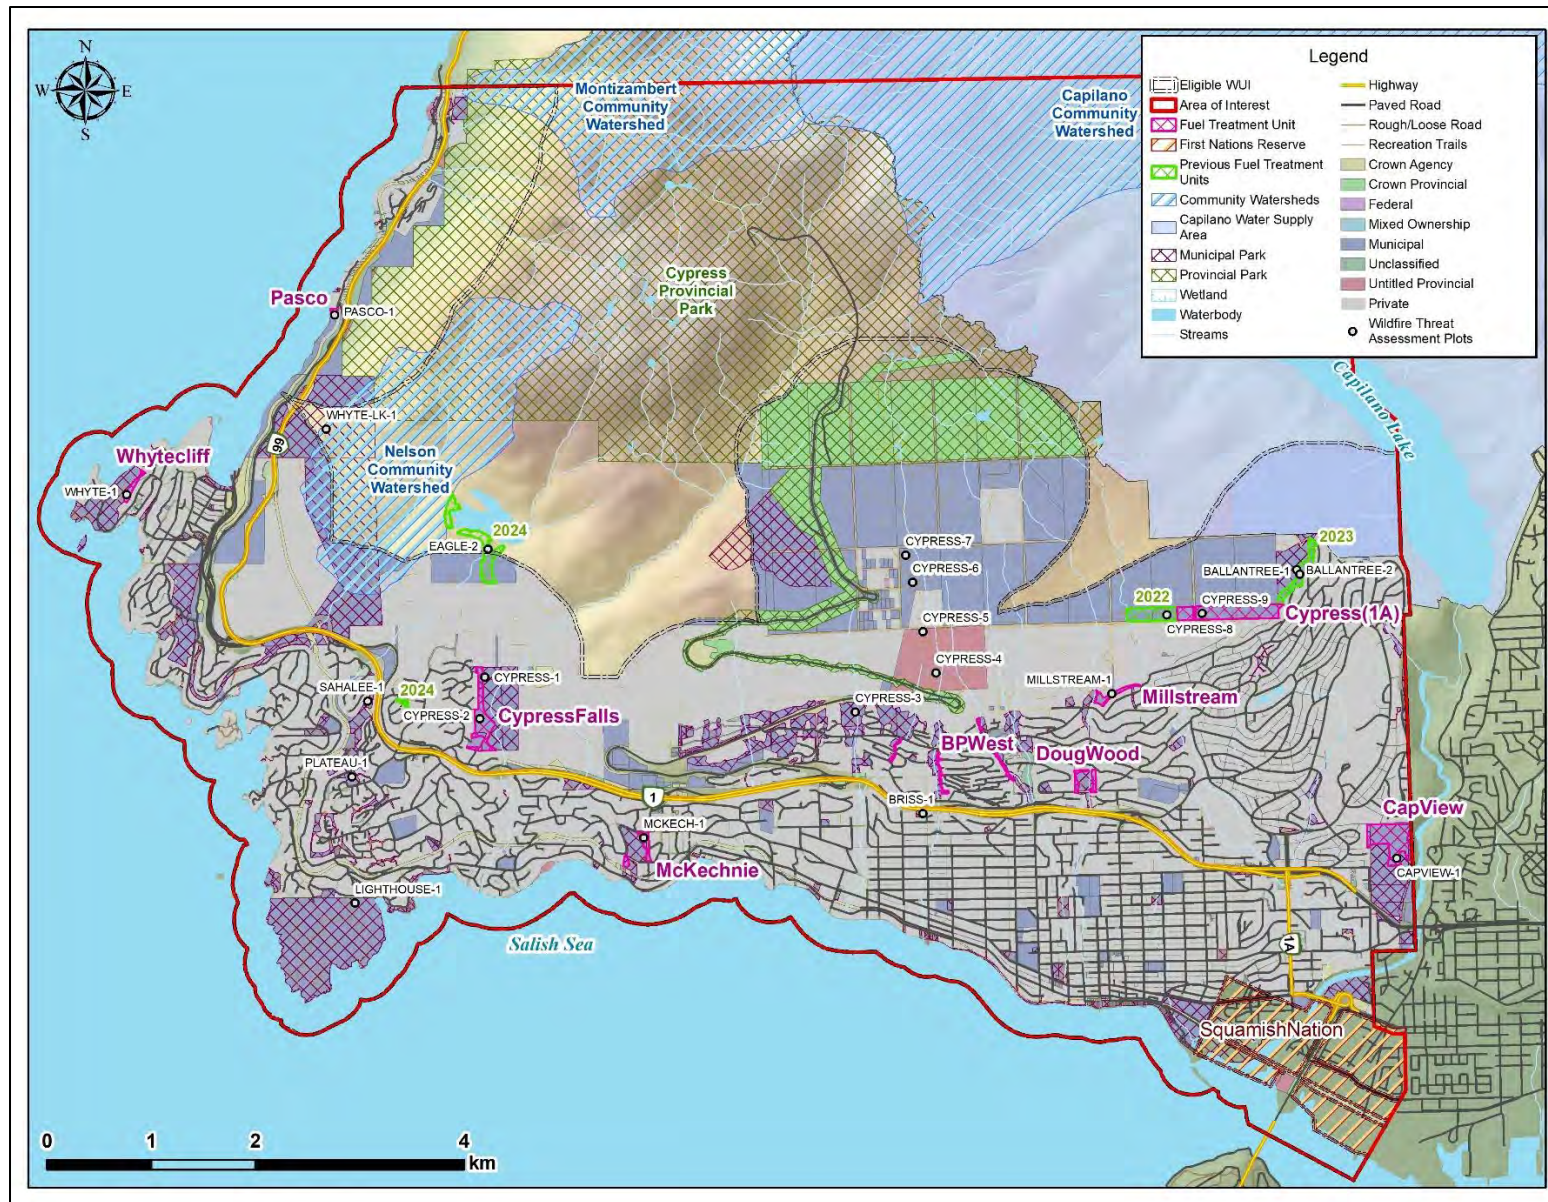 N
W E
S
Legend
Eligible WUI
Area of Interest
Fuel Treatment Unit
First Nations Reserve
Previous Fuel Treatment
Units
Community Watersheds
Capilano Water Supply
Area
Municipal Park
Provincial Park
Wetland
Waterbody
Streams
Highway
Paved Road
Rough/Loose Road
Recreation Trails
Crown Agency
Crown Provincial
Federal
Mixed Ownership
Municipal
Unclassified
Untitled Provincial
Private
Wildfire Threat
Assessment Plots
Montizambert
Community
Watershed
Capilano
Community
Watershed
Cypress
Provincial
Park
Pasco
PASCO-1
Capilano Lake
WHYTE-LK-1
99
Whytecliff
Nelson
Community
Watershed
WHYTE-1
2024
EAGLE-2
CYPRESS-7
CYPRESS-6
2023
BALLANTREE-1
BALLANTREE-2
2022
CYPRESS-9
Cypress(1A)
CYPRESS-8
CYPRESS-5
CYPRESS-4
CYPRESS-1
MILLSTREAM-1
Millstream
SAHALEE-1
2024
CYPRESS-2
CypressFalls
CYPRESS-3
BPWest
DougWood
PLATEAU-1
1
BRISS-1
CapView
MCKECH-1
McKechnie
CAPVIEW-1
LIGHTHOUSE-1
Salish Sea
1A
SquamishNation
0 1 2 4
km